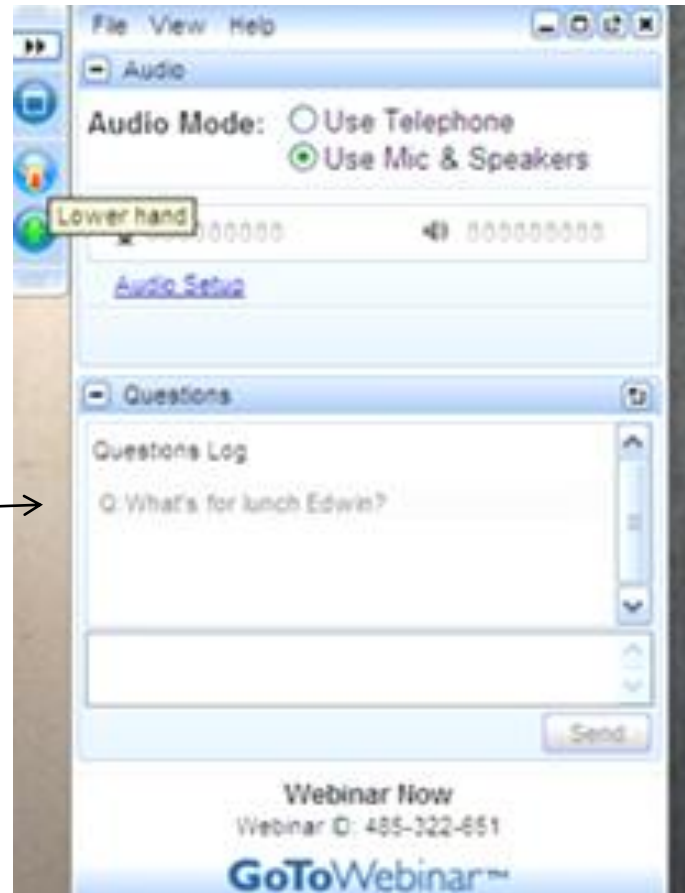 File View Help
Audio
Audio Mode: Use Telephone
Use Mic & Speakers
Lower hand
Audio Setup
Questions
Questions Log
Q: What's for lunch Edwin?
Send
Webinar Now
Webinar ID: 485-322-651
GoToWebinar™